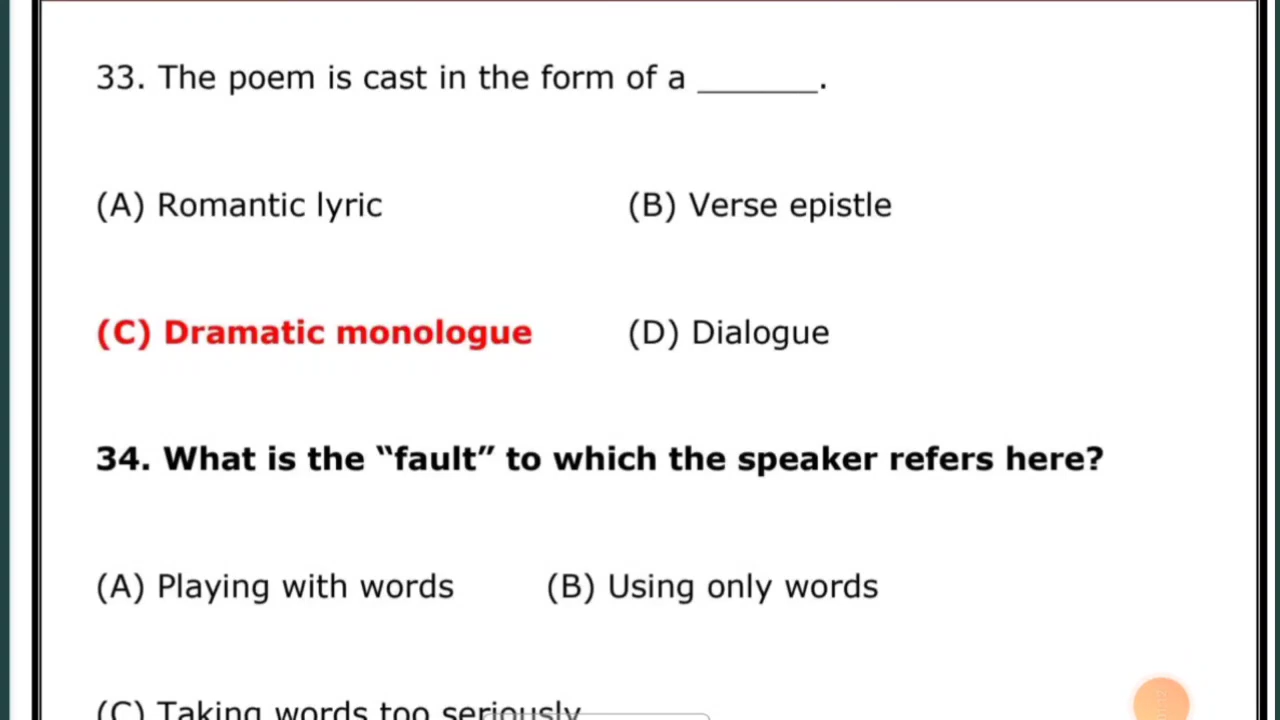 33. The poem is cast in the form of a _______.
(A) Romantic lyric (B) Verse epistle
(C) Dramatic monologue (D) Dialogue
34. What is the “fault” to which the speaker refers here?
(A) Playing with words (B) Using only words
(C) Taking words too seriously